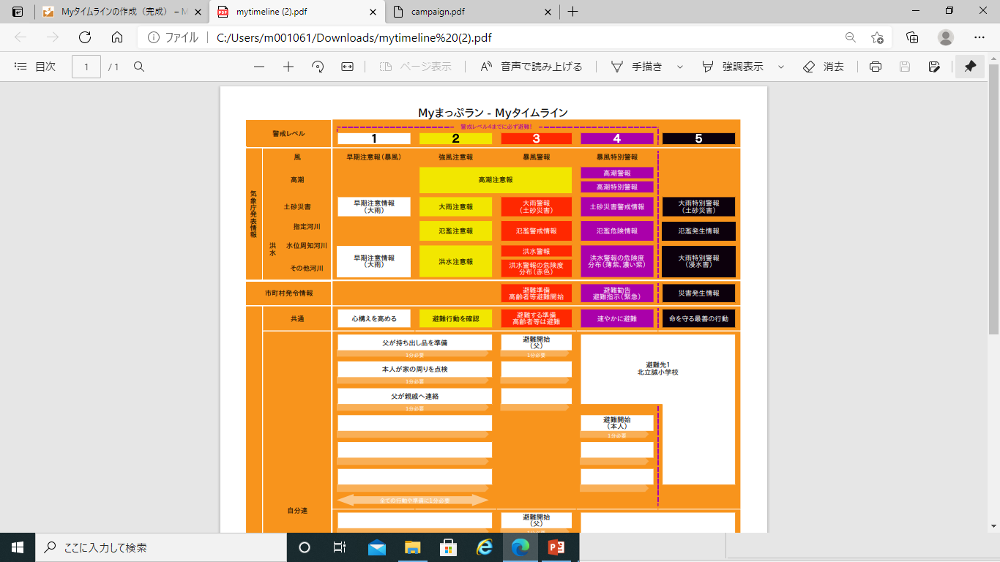 Myタイムラインの作成（完成） – M
mytimeline (2).pdf
campaign.pdf
ファイル
C:/Users/m001061/Downloads/mytimeline%20(2).pdf
目次
1 / 1
ページ表示
音声で読み上げる
手描き
強調表示
消去
Myまっぷラン - Myタイムライン
警戒レベル4までに必ず避難!
警戒レベル
1 2 3 4 5
風 早期注意報（暴風） 強風注意報 暴風警報 暴風特別警報
高潮 高潮注意報 高潮警報
高潮特別警報
気象庁発表情報
土砂災害 早期注意情報（大雨） 大雨注意報 大雨警報（土砂災害） 土砂災害警戒情報 大雨特別警報（土砂災害）
洪水
指定河川 氾濫注意報 氾濫警戒情報 氾濫危険情報 氾濫発生情報
水位周知河川
その他河川
早期注意情報（大雨） 洪水注意報 洪水警報
洪水警報の危険度分布（赤色）
洪水警報の危険度分布（薄紫、濃い紫）
大雨特別警報（浸水害）
市町村発令情報 避難準備
高齢者等避難開始
避難勧告
避難指示（緊急）
災害発生情報
共通 心構えを高める 避難行動を確認 避難する準備
高齢者等は避難
速やかに避難 命を守る最善の行動
自分達
父が持ち出し品を準備
1分必要
避難開始
（父）
1分必要
避難先1
北立誠小学校
本人が家の周りを点検
1分必要
父が親戚へ連絡
1分必要
避難開始
（本人）
1分必要
全ての行動や準備に1分必要
避難開始
（父）
1分必要
ここに入力して検索